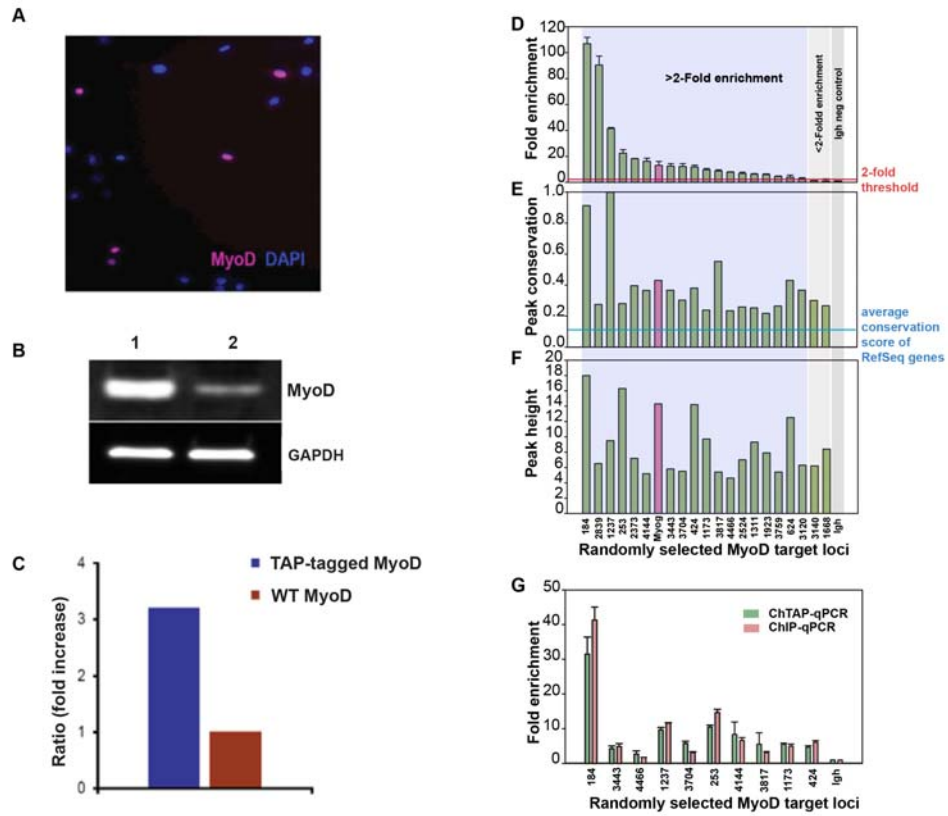 A
MyoD DAPI
B
1 2
MyoD
GAPDH
C
Ratio (fold increase)
4
3
2
1
0
TAP-tagged MyoD
WT MyoD
D
Fold enrichment
120
100
80
60
40
20
0
>2-Fold enrichment
<2-Foldd enrichment
Igh neg control
2-fold
threshold
E
Peak conservation
1.0
0.8
0.6
0.4
0.2
0.0
average
conservation
score of
RefSeq genes
F
Peak height
20
18
16
14
12
10
8
6
4
2
0
184 2839 1237 253 2373 4144 Myog 3443 3704 424 1173 3817 4466 2524 1311 1923 3759 624 3120 3140 1668 Igh
Randomly selected MyoD target loci
G
Fold enrichment
50
40
30
20
10
0
ChTAP-qPCR
ChIP-qPCR
184 3443 4466 1237 3704 253 4144 3817 1173 424 Igh
Randomly selected MyoD target loci